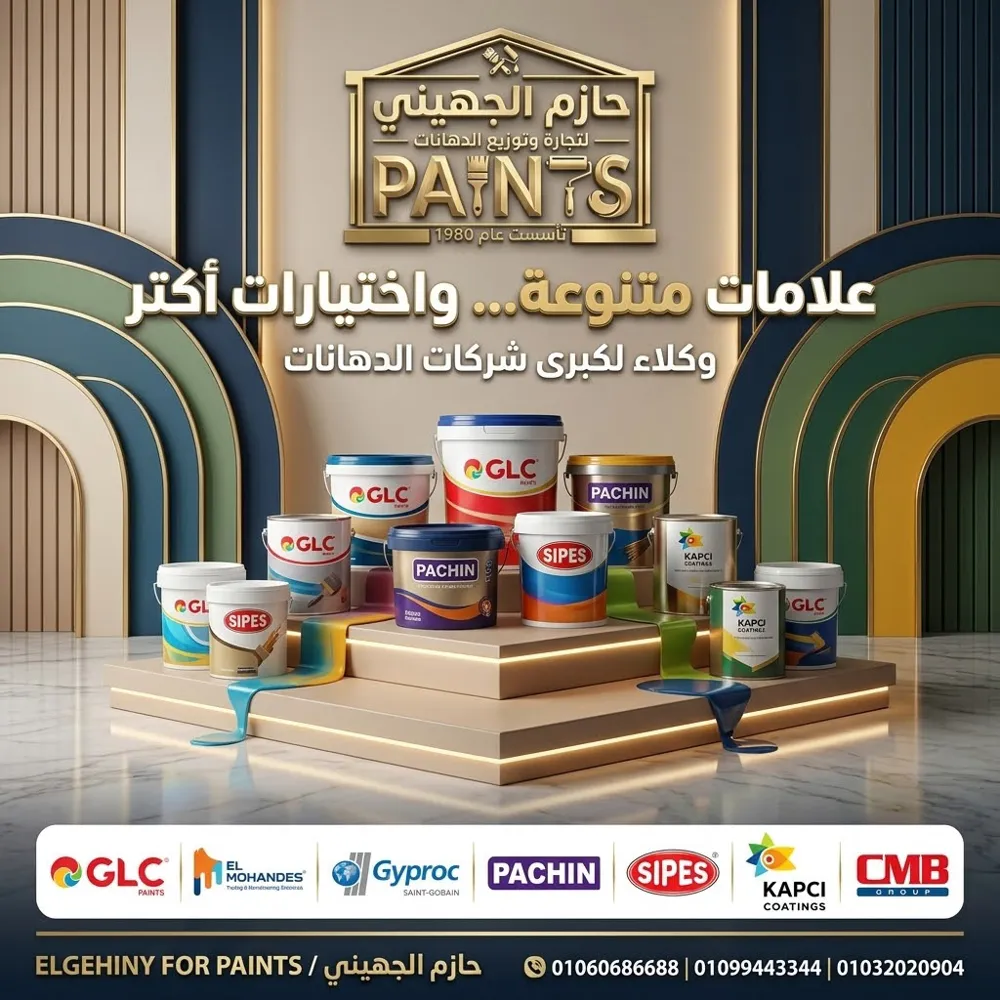 حازم الجهيني
لتجارة وتوزيع الدهانات
PAINTS
تأسست عام 1980
علامات متنوعة... واختيارات أكتر
وكلاء لكبرى شركات الدهانات
GLC
GLC
PACHIN
GLC
PACHIN
SIPES
KAPCI
COATINGS
GLC
SIPES
KAPCI
COATINGS
GLC
GLC PAINTS
EL MOHANDES
Gyproc
SAINT-GOBAIN
PACHIN
SIPES
KAPCI
COATINGS
CMB
GROUP
ELGEHINY FOR PAINTS / حازم الجهيني
01060686688 | 01099443344 | 01032020904